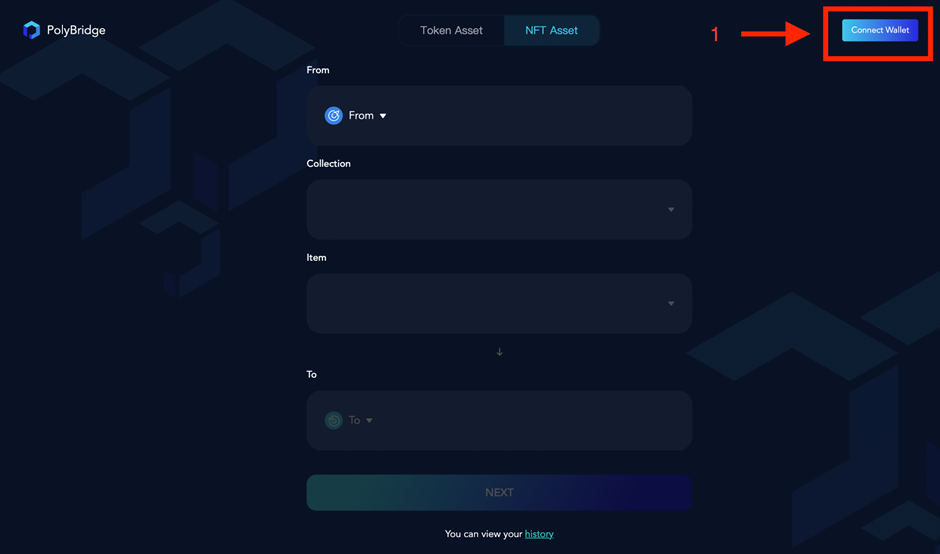 PolyBridge
Token Asset
NFT Asset
1
Connect Wallet
From
From
Collection
Item
To
To
NEXT
You can view your history